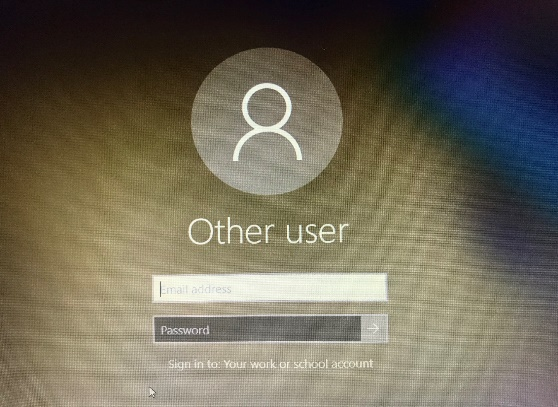 Other user
Email address
Password
Sign in to: Your work or school account